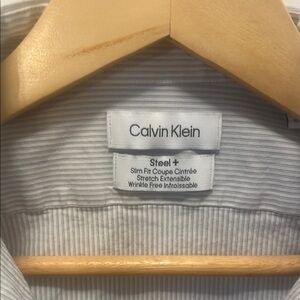 Calvin Klein
Steel +
Slim Fit Coupe Cintrée
Stretch Extensible
Wrinkle Free Infroissable